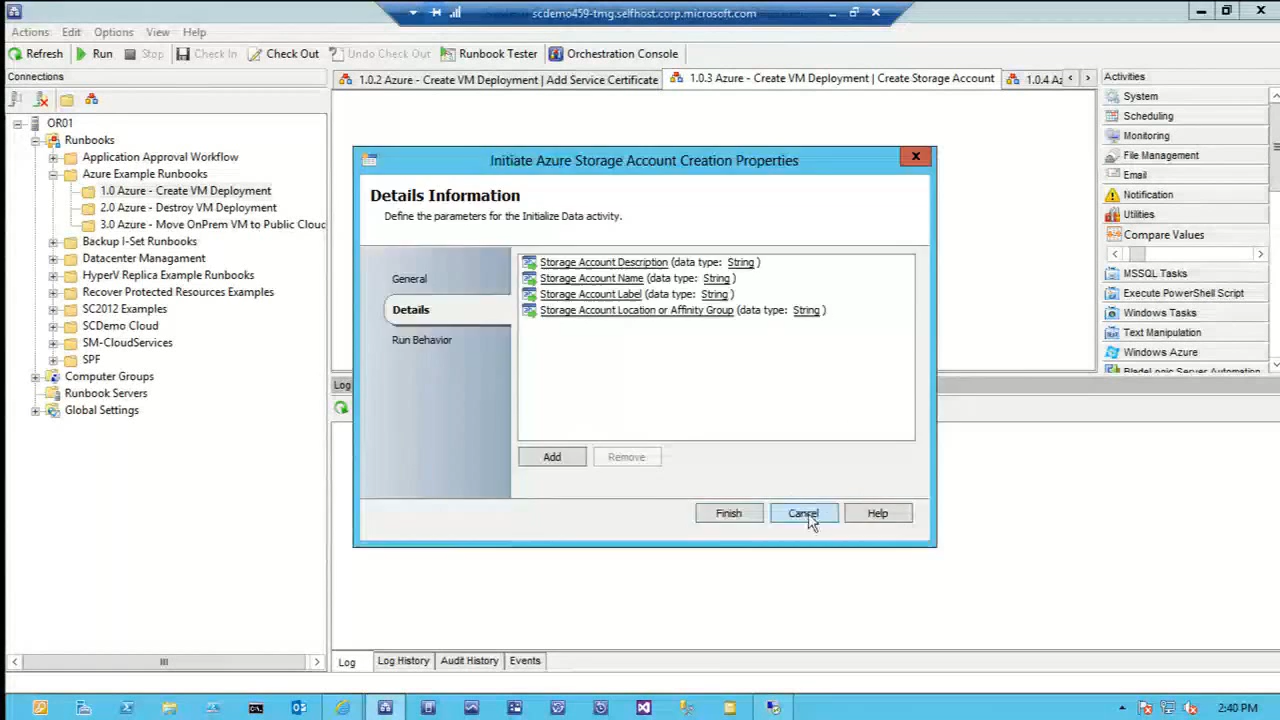 scdemo459-tmg.selfhost.corp.microsoft.com
Actions Edit Options View Help
Refresh Run Stop Check In Check Out Undo Check Out Runbook Tester Orchestration Console
Connections
1.0.2 Azure - Create VM Deployment | Add Service Certificate
1.0.3 Azure - Create VM Deployment | Create Storage Account
1.0.4 Az
Activities
OR01
Runbooks
Application Approval Workflow
Azure Example Runbooks
1.0 Azure - Create VM Deployment
2.0 Azure - Destroy VM Deployment
3.0 Azure - Move OnPrem VM to Public Cloud
Backup I-Set Runbooks
Datacenter Management
HyperV Replica Example Runbooks
Recover Protected Resources Examples
SC2012 Examples
SCDemo Cloud
SM-CloudServices
SPF
Computer Groups
Runbook Servers
Global Settings
Initiate Azure Storage Account Creation Properties
Details Information
Define the parameters for the Initialize Data activity.
General
Details
Run Behavior
Storage Account Description (data type: String )
Storage Account Name (data type: String )
Storage Account Label (data type: String )
Storage Account Location or Affinity Group (data type: String )
Add Remove
Finish Cancel Help
System
Scheduling
Monitoring
File Management
Email
Notification
Utilities
Compare Values
MSSQL Tasks
Execute PowerShell Script
Windows Tasks
Text Manipulation
Windows Azure
BladeLogic Server Automation
Log
Log Log History Audit History Events
2:40 PM